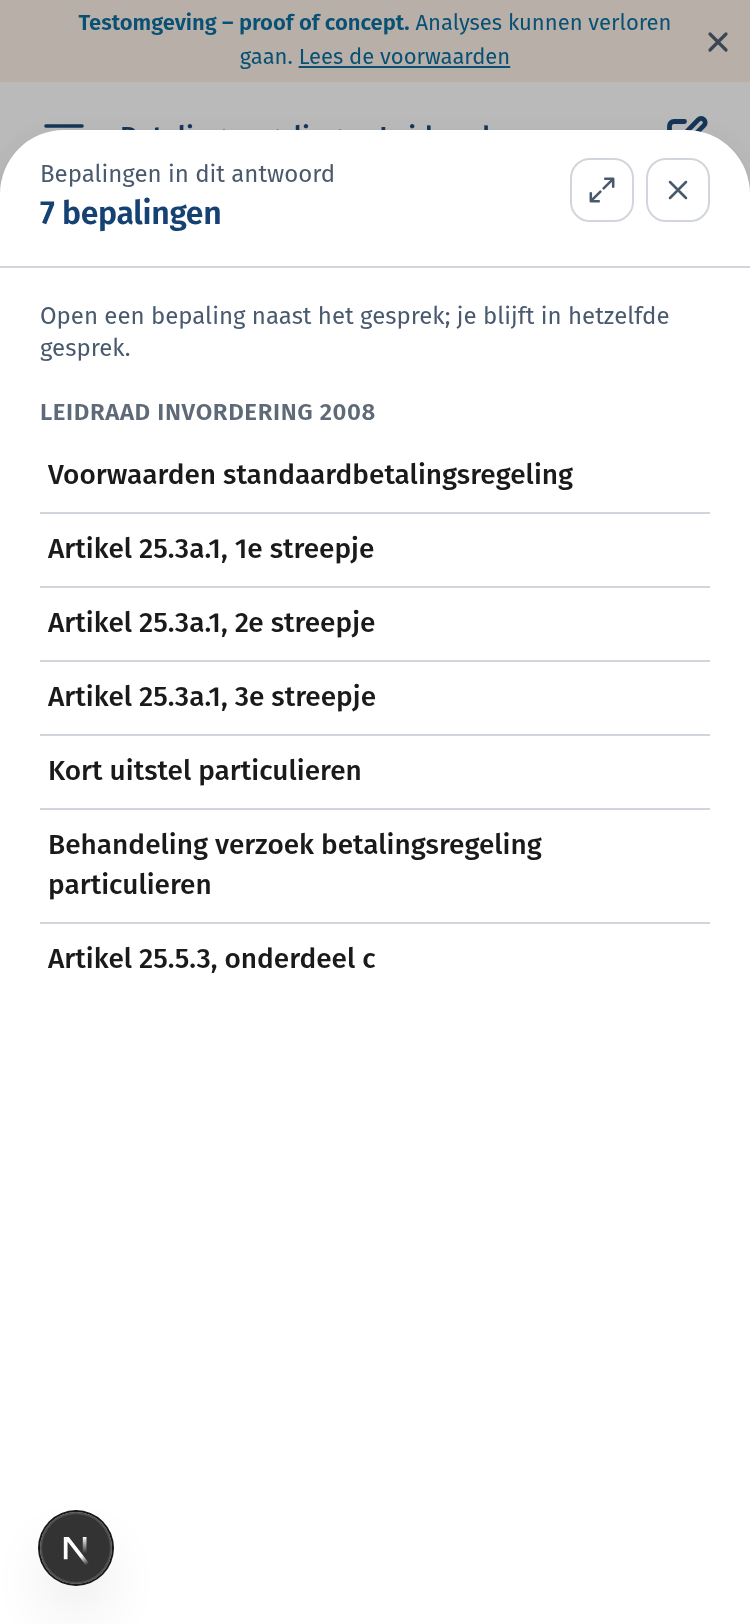 Testomgeving – proof of concept. Analyses kunnen verloren
gaan. Lees de voorwaarden
Bepalingen in dit antwoord
7 bepalingen
Open een bepaling naast het gesprek; je blijft in hetzelfde
gesprek.
LEIDRAAD INVORDERING 2008
Voorwaarden standaardbetalingsregeling
Artikel 25.3a.1, 1e streepje
Artikel 25.3a.1, 2e streepje
Artikel 25.3a.1, 3e streepje
Kort uitstel particulieren
Behandeling verzoek betalingsregeling
particulieren
Artikel 25.5.3, onderdeel c
N